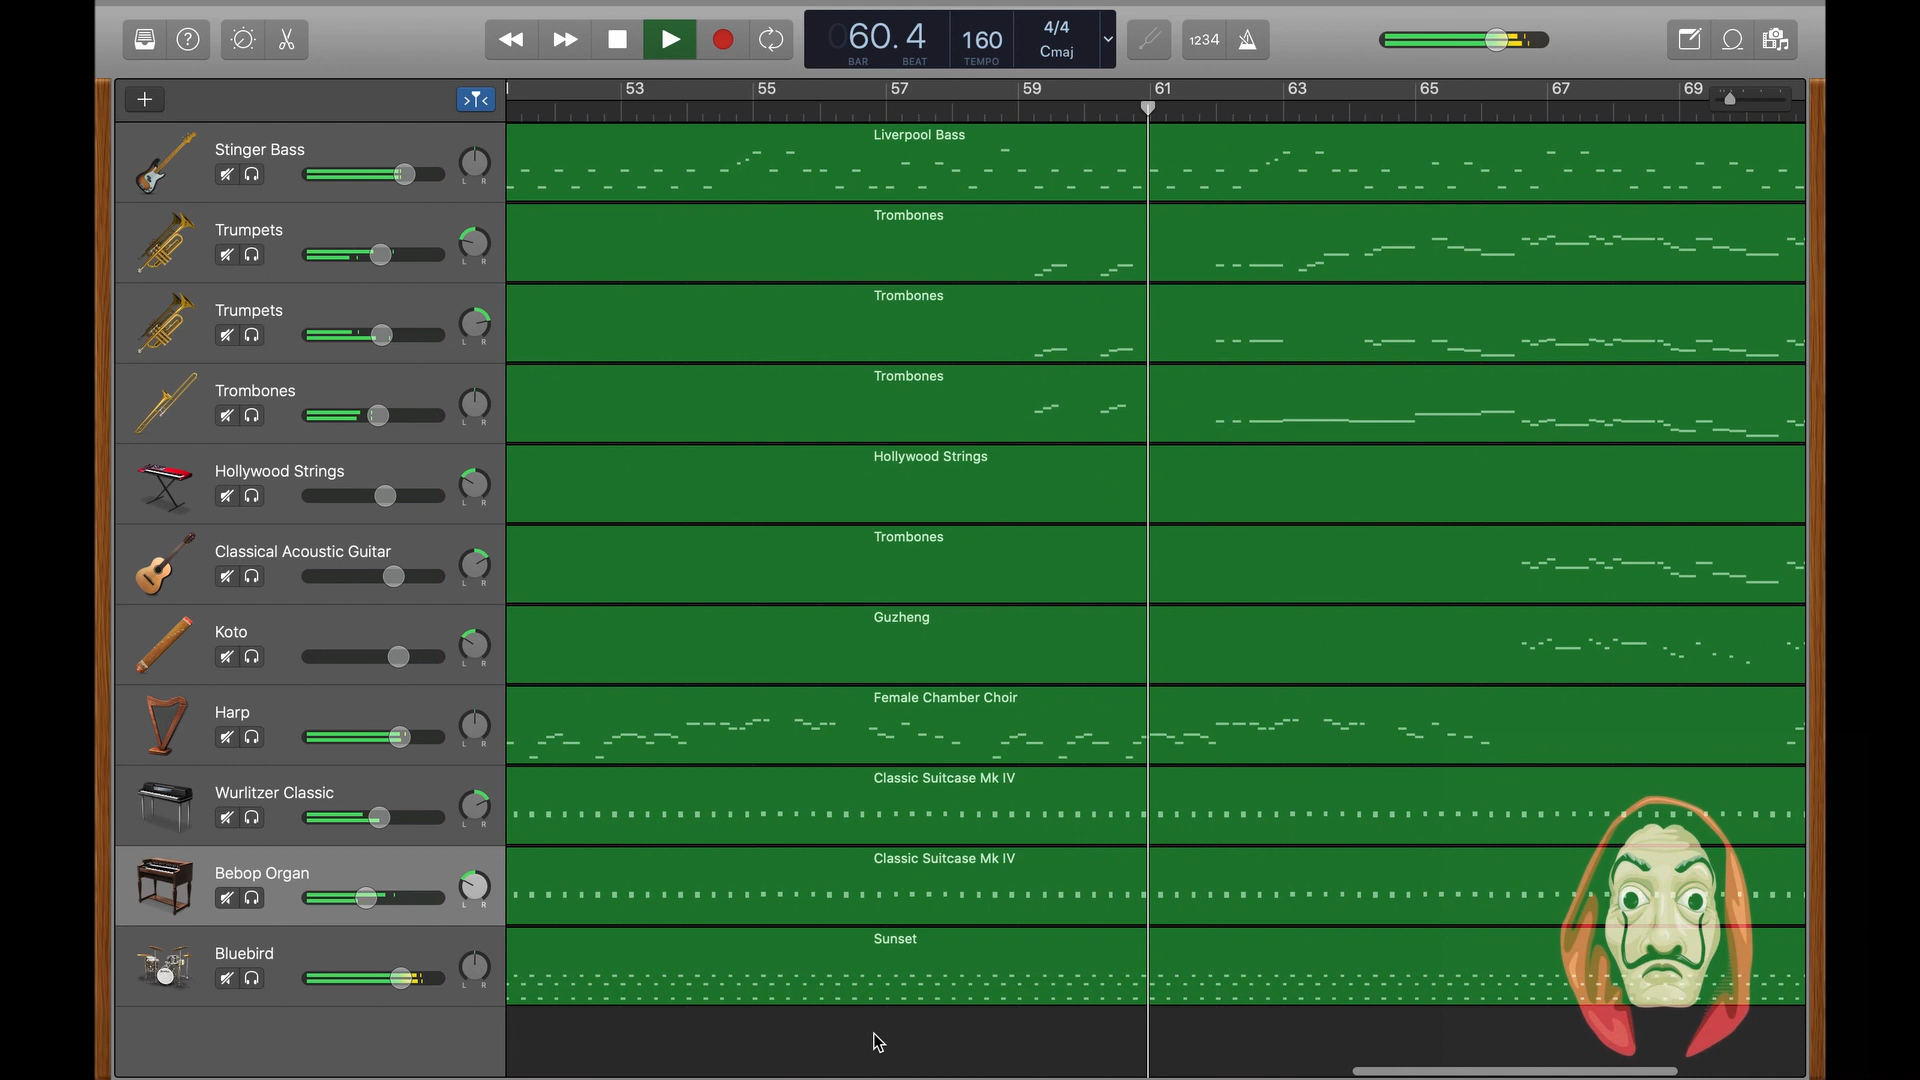 60.4
BAR BEAT
160
TEMPO
4/4
Cmaj
1234
53 55 57 59 61 63 65 67 69
Stinger Bass
L R
Liverpool Bass
Trumpets
L R
Trombones
Trumpets
L R
Trombones
Trombones
L R
Trombones
Hollywood Strings
L R
Hollywood Strings
Classical Acoustic Guitar
L R
Trombones
Koto
L R
Guzheng
Harp
L R
Female Chamber Choir
Wurlitzer Classic
L R
Classic Suitcase Mk IV
Bebop Organ
L R
Classic Suitcase Mk IV
Bluebird
L R
Sunset